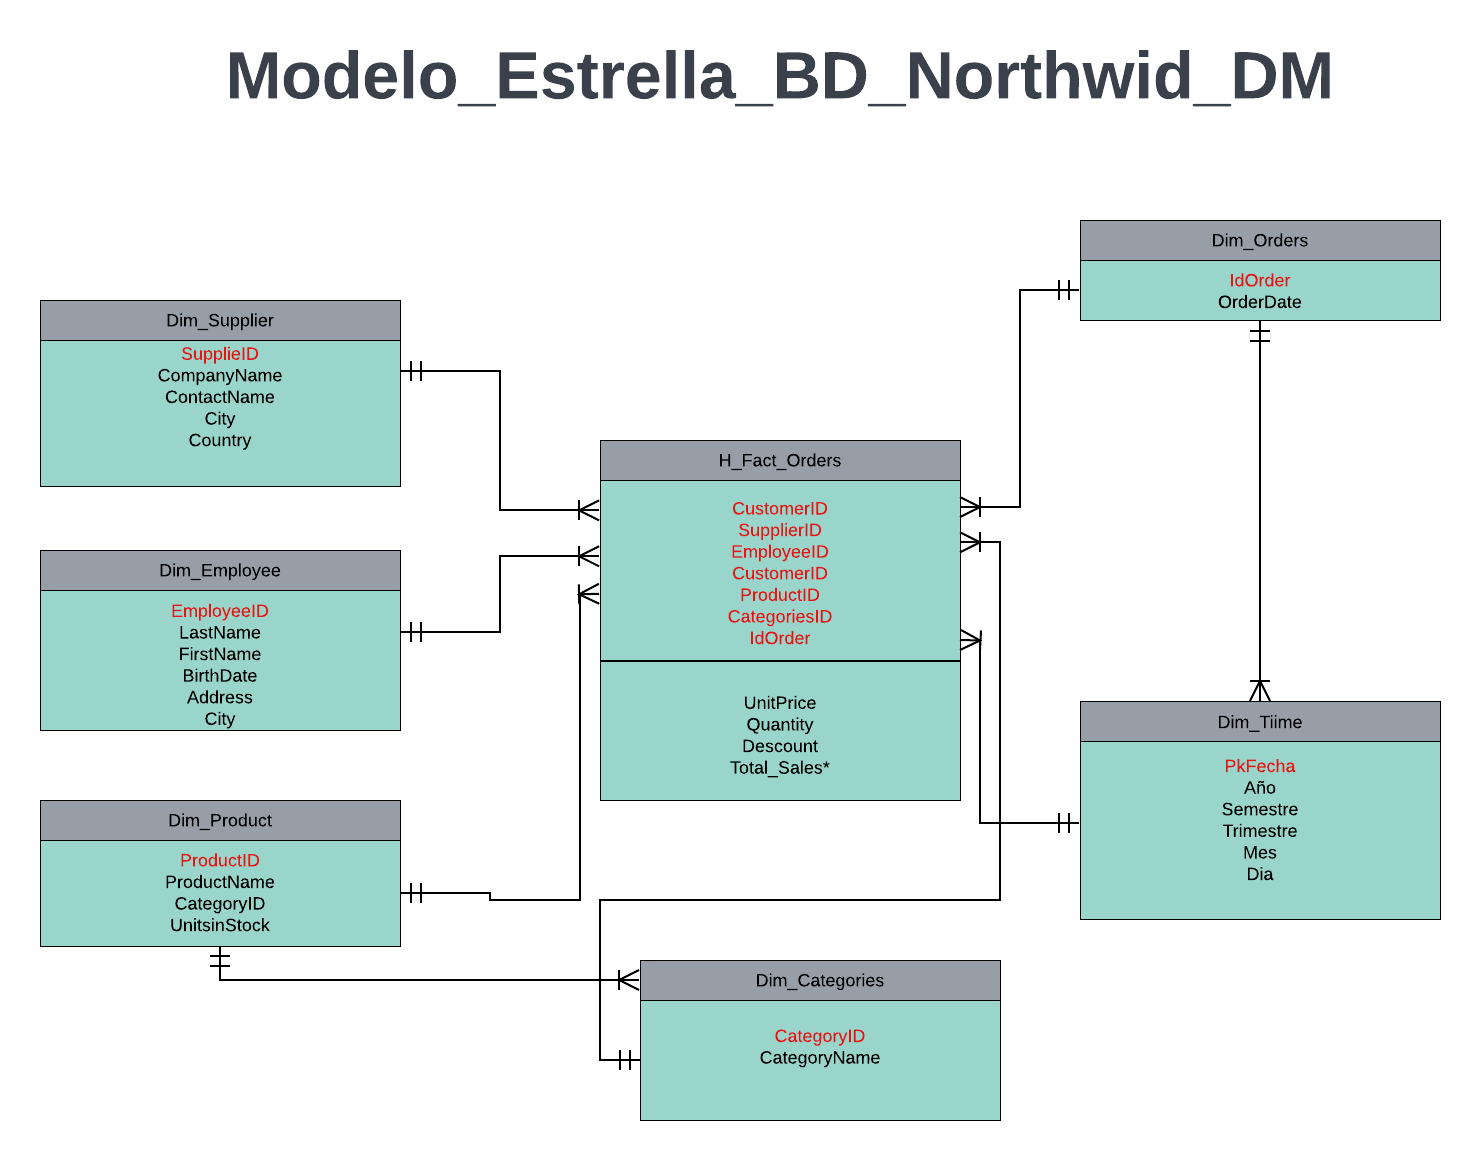 Modelo_Estrella_BD_Northwid_DM
Dim_Orders
IdOrder
OrderDate
Dim_Supplier
SupplieID
CompanyName
ContactName
City
Country
H_Fact_Orders
CustomerID
SupplierID
EmployeeID
CustomerID
ProductID
CategoriesID
IdOrder
UnitPrice
Quantity
Descount
Total_Sales*
Dim_Employee
EmployeeID
LastName
FirstName
BirthDate
Address
City
Dim_Tiime
PkFecha
Año
Semestre
Trimestre
Mes
Dia
Dim_Product
ProductID
ProductName
CategoryID
UnitsinStock
Dim_Categories
CategoryID
CategoryName